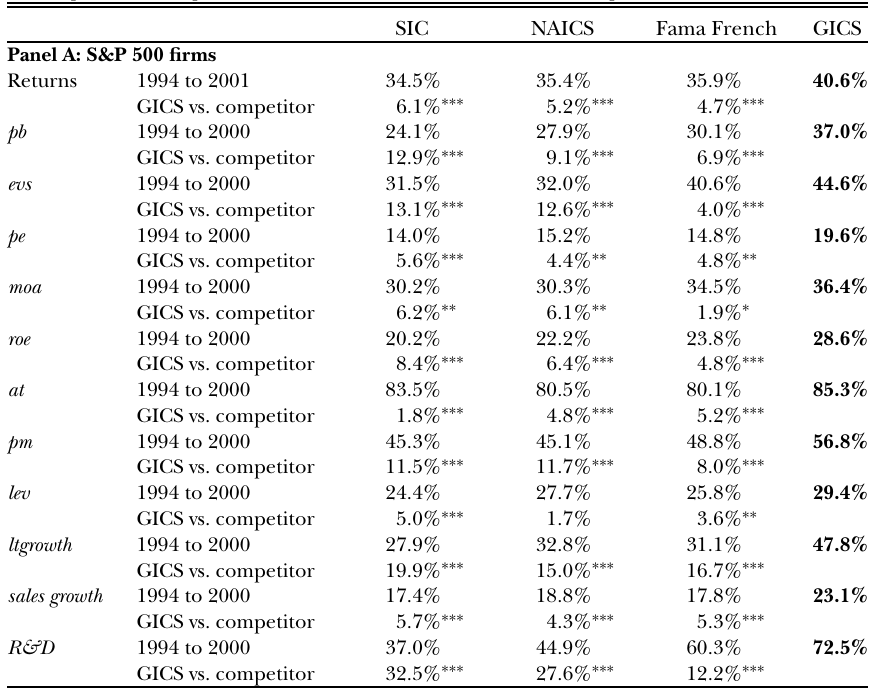 SIC NAICS Fama French GICS
Panel A: S&P 500 firms
Returns 1994 to 2001 34.5% 35.4% 35.9% 40.6%
GICS vs. competitor 6.1%*** 5.2%*** 4.7%***
pb 1994 to 2000 24.1% 27.9% 30.1% 37.0%
GICS vs. competitor 12.9%*** 9.1%*** 6.9%***
evs 1994 to 2000 31.5% 32.0% 40.6% 44.6%
GICS vs. competitor 13.1%*** 12.6%*** 4.0%***
pe 1994 to 2000 14.0% 15.2% 14.8% 19.6%
GICS vs. competitor 5.6%*** 4.4%** 4.8%**
moa 1994 to 2000 30.2% 30.3% 34.5% 36.4%
GICS vs. competitor 6.2%** 6.1%** 1.9%*
roe 1994 to 2000 20.2% 22.2% 23.8% 28.6%
GICS vs. competitor 8.4%*** 6.4%*** 4.8%***
at 1994 to 2000 83.5% 80.5% 80.1% 85.3%
GICS vs. competitor 1.8%*** 4.8%*** 5.2%***
pm 1994 to 2000 45.3% 45.1% 48.8% 56.8%
GICS vs. competitor 11.5%*** 11.7%*** 8.0%***
lev 1994 to 2000 24.4% 27.7% 25.8% 29.4%
GICS vs. competitor 5.0%*** 1.7% 3.6%**
ltgrowth 1994 to 2000 27.9% 32.8% 31.1% 47.8%
GICS vs. competitor 19.9%*** 15.0%*** 16.7%***
sales growth 1994 to 2000 17.4% 18.8% 17.8% 23.1%
GICS vs. competitor 5.7%*** 4.3%*** 5.3%***
R&D 1994 to 2000 37.0% 44.9% 60.3% 72.5%
GICS vs. competitor 32.5%*** 27.6%*** 12.2%***